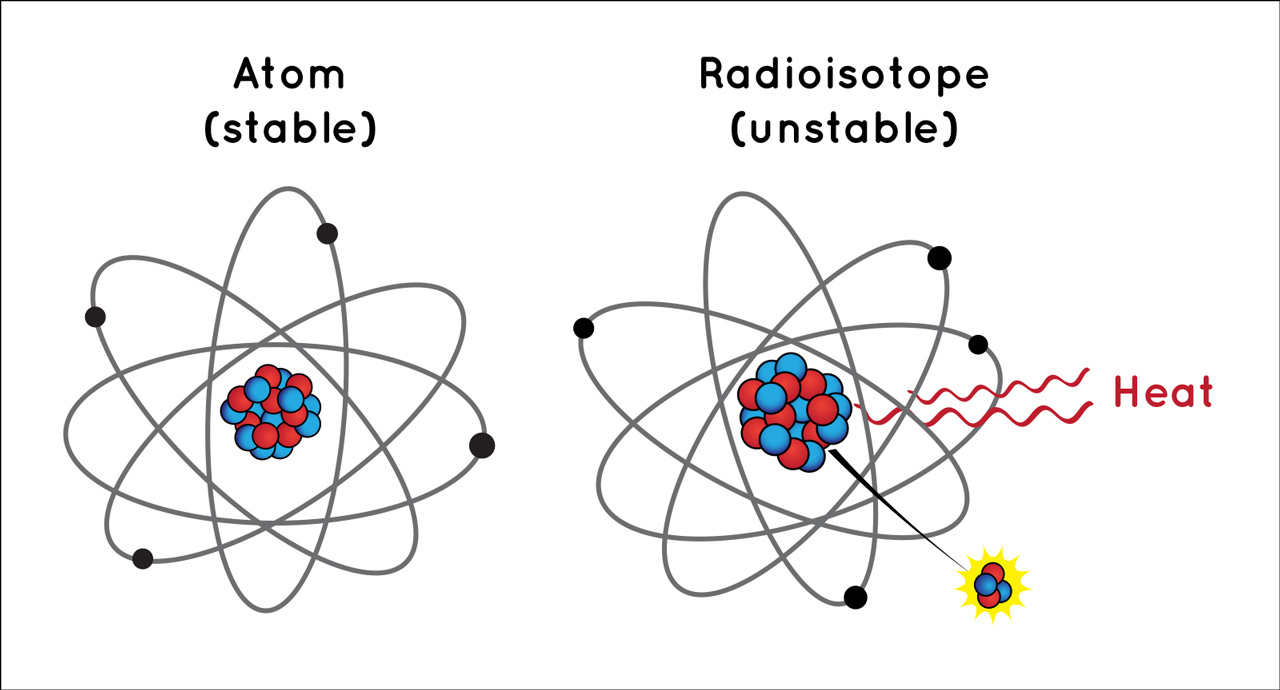 Atom
(stable)
Radioisotope
(unstable)
Heat